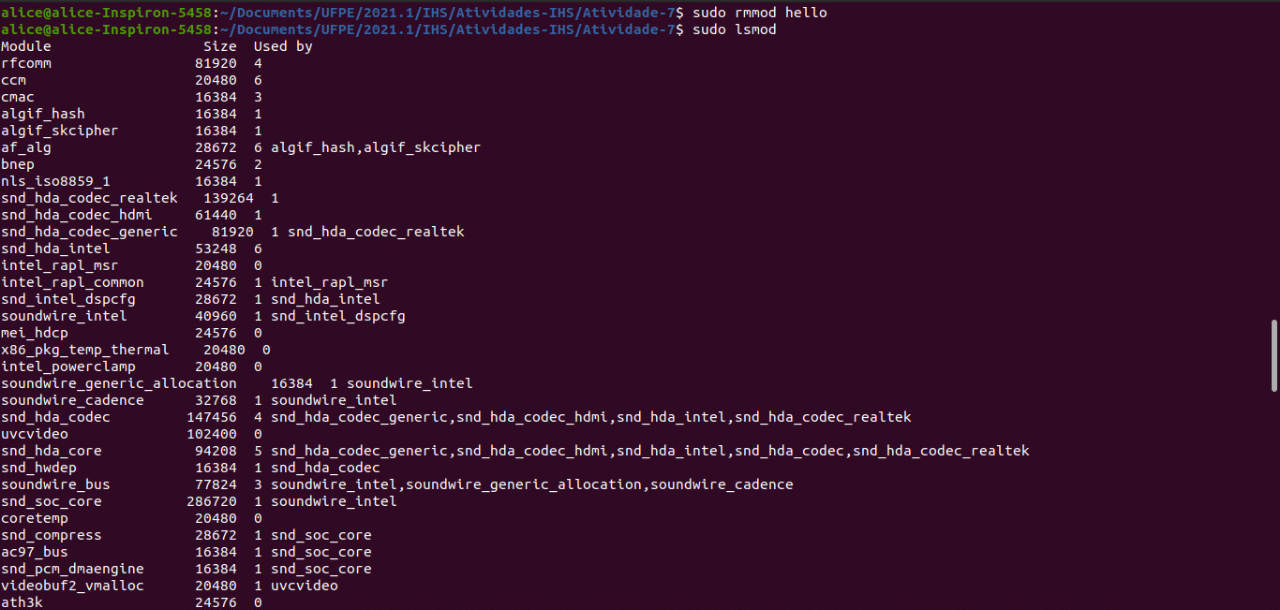 alice@alice-Inspiron-5458:~/Documents/UFPE/2021.1/IHS/Atividades-IHS/Atividade-7$ sudo rmmod hello
alice@alice-Inspiron-5458:~/Documents/UFPE/2021.1/IHS/Atividades-IHS/Atividade-7$ sudo lsmod
Module                  Size  Used by
rfcomm                 81920  4
ccm                    20480  6
cmac                   16384  3
algif_hash             16384  1
algif_skcipher         16384  1
af_alg                 28672  6 algif_hash,algif_skcipher
bnep                   24576  2
nls_iso8859_1          16384  1
snd_hda_codec_realtek   139264  1
snd_hda_codec_hdmi     61440  1
snd_hda_codec_generic    81920  1 snd_hda_codec_realtek
snd_hda_intel          53248  6
intel_rapl_msr         20480  0
intel_rapl_common      24576  1 intel_rapl_msr
snd_intel_dspcfg       28672  1 snd_hda_intel
soundwire_intel        40960  1 snd_intel_dspcfg
mei_hdcp               24576  0
x86_pkg_temp_thermal    20480  0
intel_powerclamp       20480  0
soundwire_generic_allocation    16384  1 soundwire_intel
soundwire_cadence      32768  1 soundwire_intel
snd_hda_codec         147456  4 snd_hda_codec_generic,snd_hda_codec_hdmi,snd_hda_intel,snd_hda_codec_realtek
uvcvideo              102400  0
snd_hda_core           94208  5 snd_hda_codec_generic,snd_hda_codec_hdmi,snd_hda_intel,snd_hda_codec,snd_hda_codec_realtek
snd_hwdep              16384  1 snd_hda_codec
soundwire_bus          77824  3 soundwire_intel,soundwire_generic_allocation,soundwire_cadence
snd_soc_core          286720  1 soundwire_intel
coretemp               20480  0
snd_compress           28672  1 snd_soc_core
ac97_bus               16384  1 snd_soc_core
snd_pcm_dmaengine      16384  1 snd_soc_core
videobuf2_vmalloc      20480  1 uvcvideo
ath3k                  24576  0